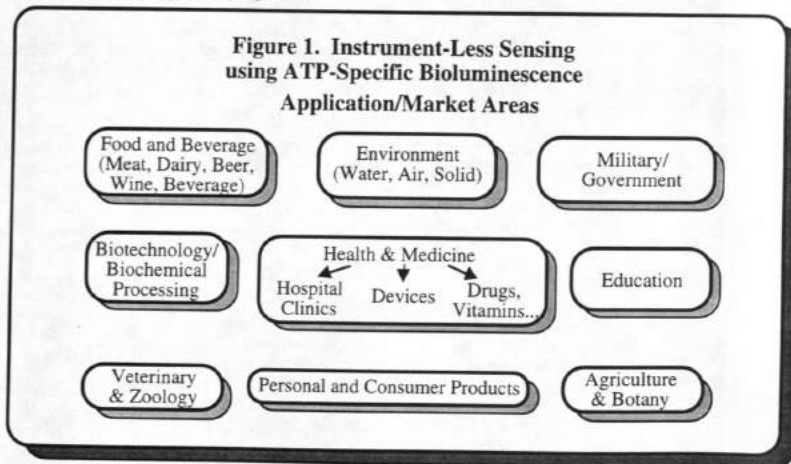 Figure 1. Instrument-Less Sensing
using ATP-Specific Bioluminescence
Application/Market Areas
Food and Beverage
(Meat, Dairy, Beer,
Wine, Beverage)
Environment
(Water, Air, Solid)
Military/
Government
Biotechnology/
Biochemical
Processing
Health & Medicine
Hospital
Clinics
Devices
Drugs,
Vitamins...
Education
Veterinary
& Zoology
Personal and Consumer Products
Agriculture
& Botany